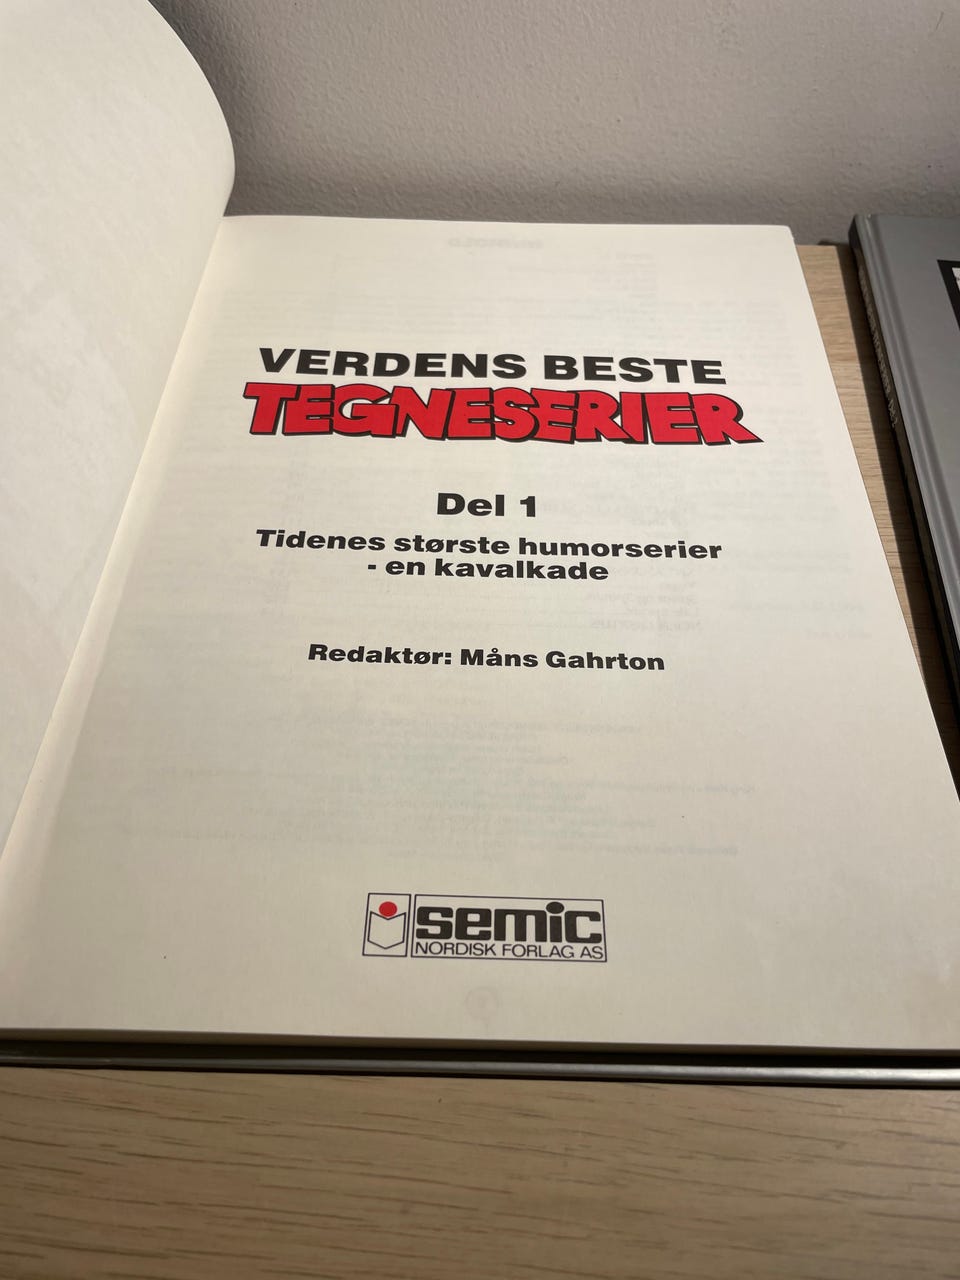 VERDENS BESTE
TEGNESERIER
Del 1
Tidenes største humorserier
- en kavalkade
Redaktør: Måns Gahrton
semic
NORDISK FORLAG AS